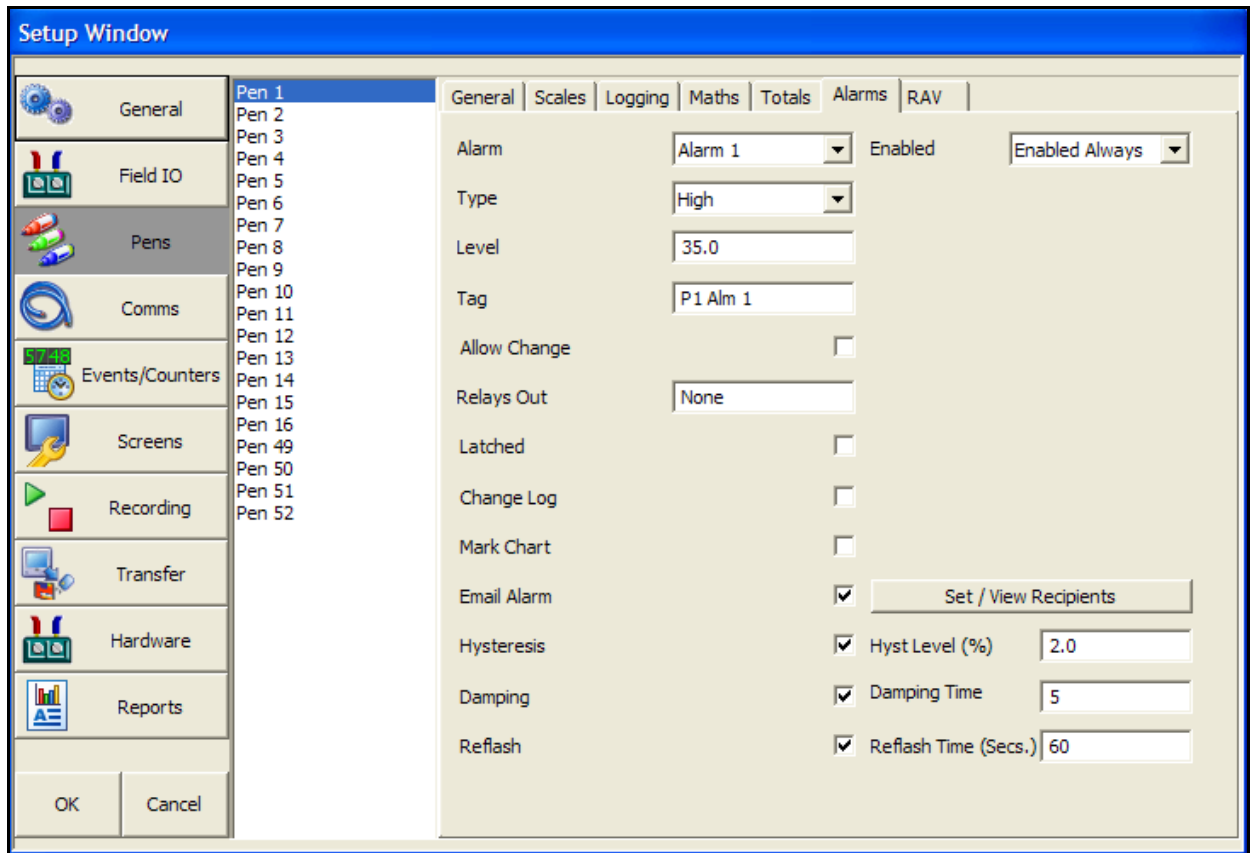 Setup Window
General
Field IO
Pens
Comms
57:48
Events/Counters
Screens
Recording
Transfer
Hardware
A
Reports
OK Cancel
Pen 1
Pen 2
Pen 3
Pen 4
Pen 5
Pen 6
Pen 7
Pen 8
Pen 9
Pen 10
Pen 11
Pen 12
Pen 13
Pen 14
Pen 15
Pen 16
Pen 49
Pen 50
Pen 51
Pen 52
General Scales Logging Maths Totals Alarms RAV
Alarm Alarm 1 Enabled Enabled Always
Type High
Level 35.0
Tag P1 Alm 1
Allow Change
Relays Out None
Latched
Change Log
Mark Chart
Email Alarm Set / View Recipients
Hysteresis Hyst Level (%) 2.0
Damping Damping Time 5
Reflash Reflash Time (Secs.) 60